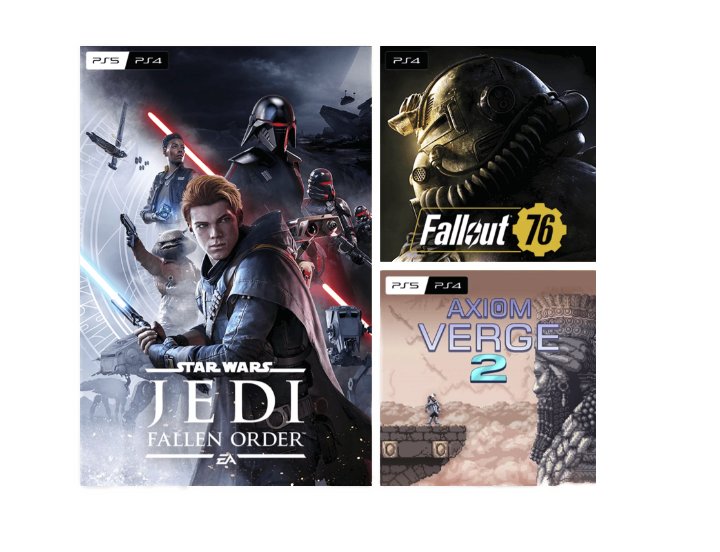 PS5 PS4
STAR WARS
JEDI
FALLEN ORDER
EA
PS4
Fallout 76
PS5 PS4
AXIOM
VERGE
2